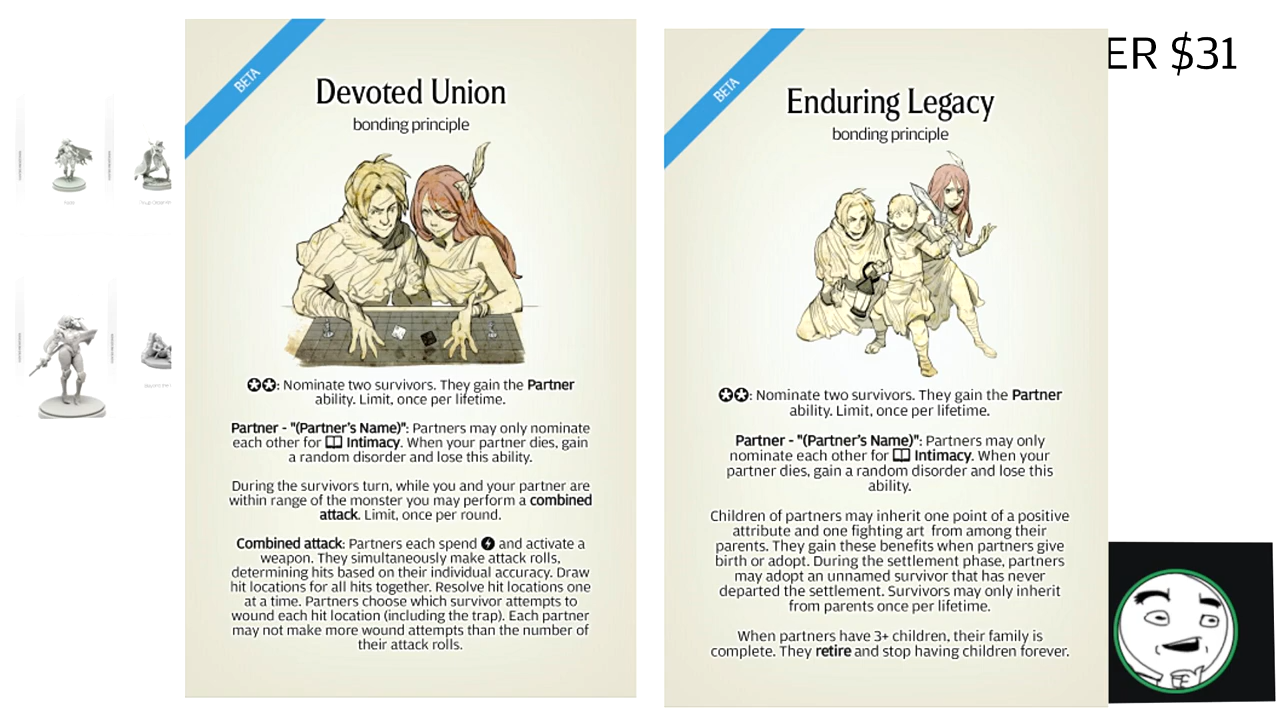 ER $31
BETA
Devoted Union
bonding principle
: Nominate two survivors. They gain the Partner
ability. Limit, once per lifetime.
Partner - "(Partner's Name)": Partners may only nominate
each other for Intimacy. When your partner dies, gain
a random disorder and lose this ability.
During the survivors turn, while you and your partner are
within range of the monster you may perform a combined
attack. Limit, once per round.
Combined attack: Partners each spend and activate a
weapon. They simultaneously make attack rolls,
determining hits based on their individual accuracy. Draw
hit locations for all hits together. Resolve hit locations one
at a time. Partners choose which survivor attempts to
wound each hit location (including the trap). Each partner
may not make more wound attempts than the number of
their attack rolls.
BETA
Enduring Legacy
bonding principle
: Nominate two survivors. They gain the Partner
ability. Limit, once per lifetime.
Partner - "(Partner's Name)": Partners may only
nominate each other for Intimacy. When your
partner dies, gain a random disorder and lose this
ability.
Children of partners may inherit one point of a positive
attribute and one fighting art from among their
parents. They gain these benefits when partners give
birth or adopt. During the settlement phase, partners
may adopt an unnamed survivor that has never
departed the settlement. Survivors may only inherit
from parents once per lifetime.
When partners have 3+ children, their family is
complete. They retire and stop having children forever.